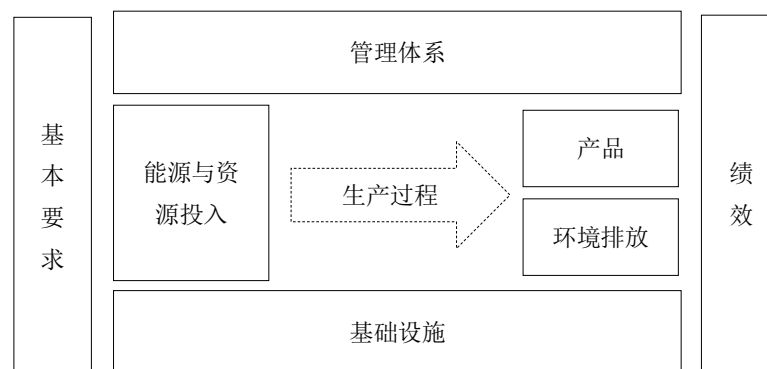 管理体系
基
本
要
求
能源与资
源投入
生产过程
产品
环境排放
绩
效
基础设施